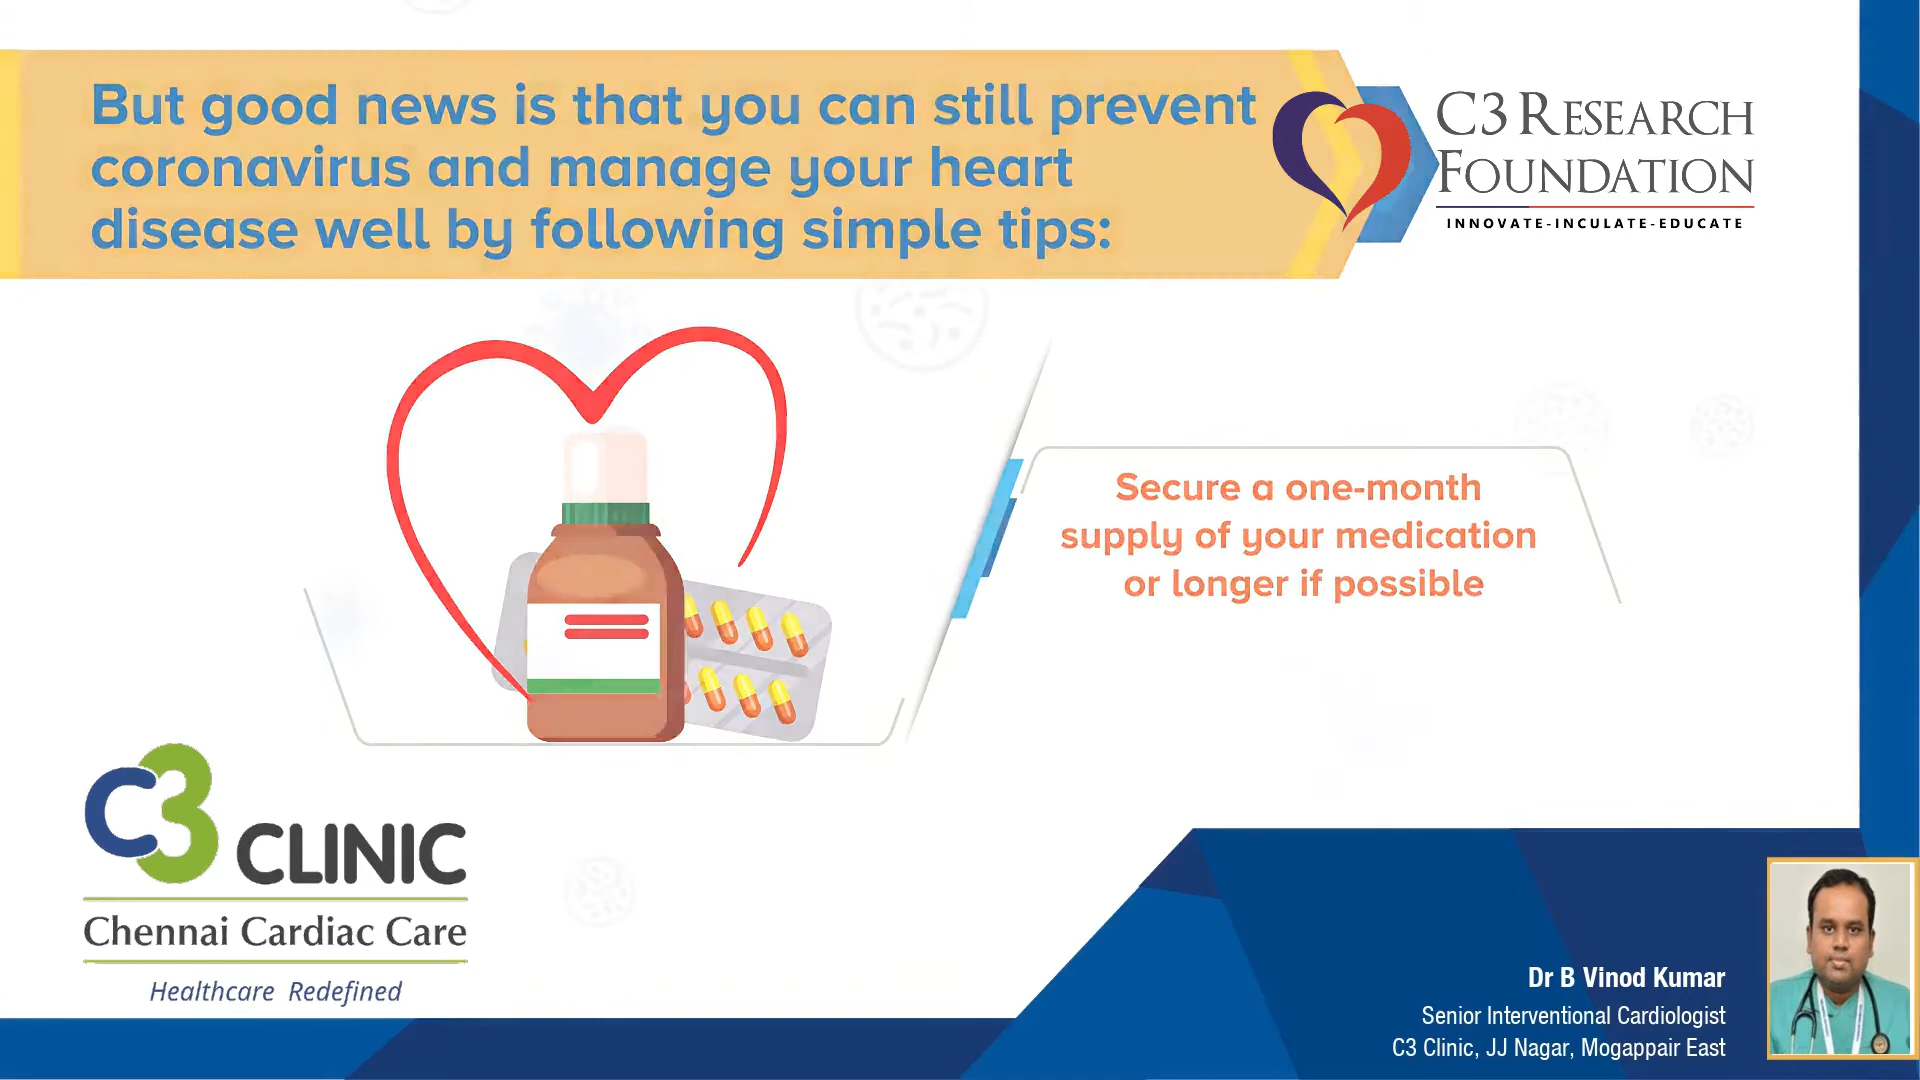 But good news is that you can still prevent
coronavirus and manage your heart
disease well by following simple tips:
C3 RESEARCH
FOUNDATION
INNOVATE-INCULATE-EDUCATE
Secure a one-month
supply of your medication
or longer if possible
C3 CLINIC
Chennai Cardiac Care
Healthcare Redefined
Dr B Vinod Kumar
Senior Interventional Cardiologist
C3 Clinic, JJ Nagar, Mogappair East